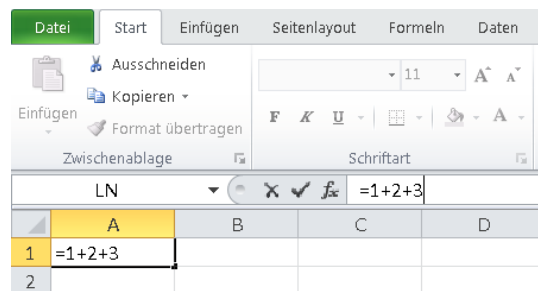 Datei Start Einfügen Seitenlayout Formeln Daten
Ausschneiden
Kopieren
Einfügen
Format übertragen
11 A A
F K U A
Zwischenablage Schriftart
LN fx =1+2+3
A B C D
1 =1+2+3
2